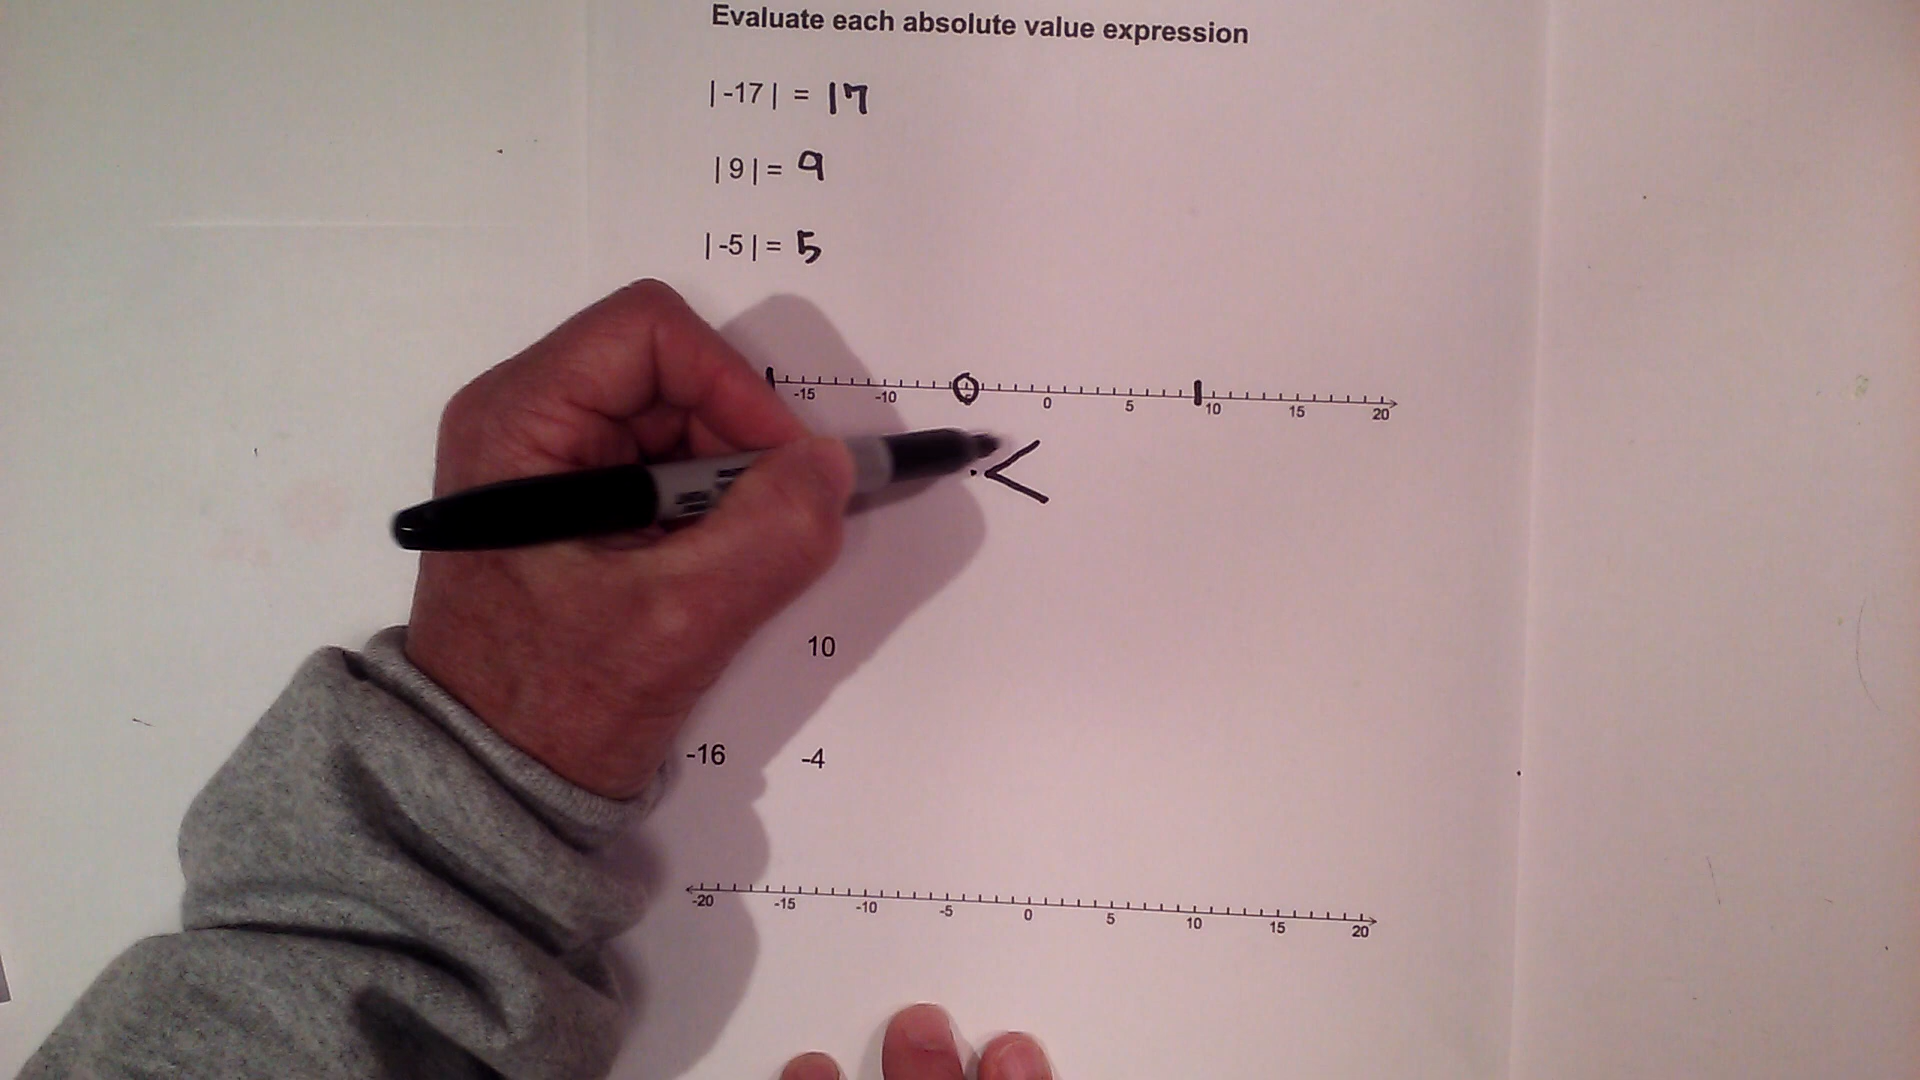 Evaluate each absolute value expression
| -17 | = 17
| 9 | = 9
| -5 | = 5
-15 -10 0 5 10 15 20
<
10
-16 -4
-20 -15 -10 -5 0 5 10 15 20